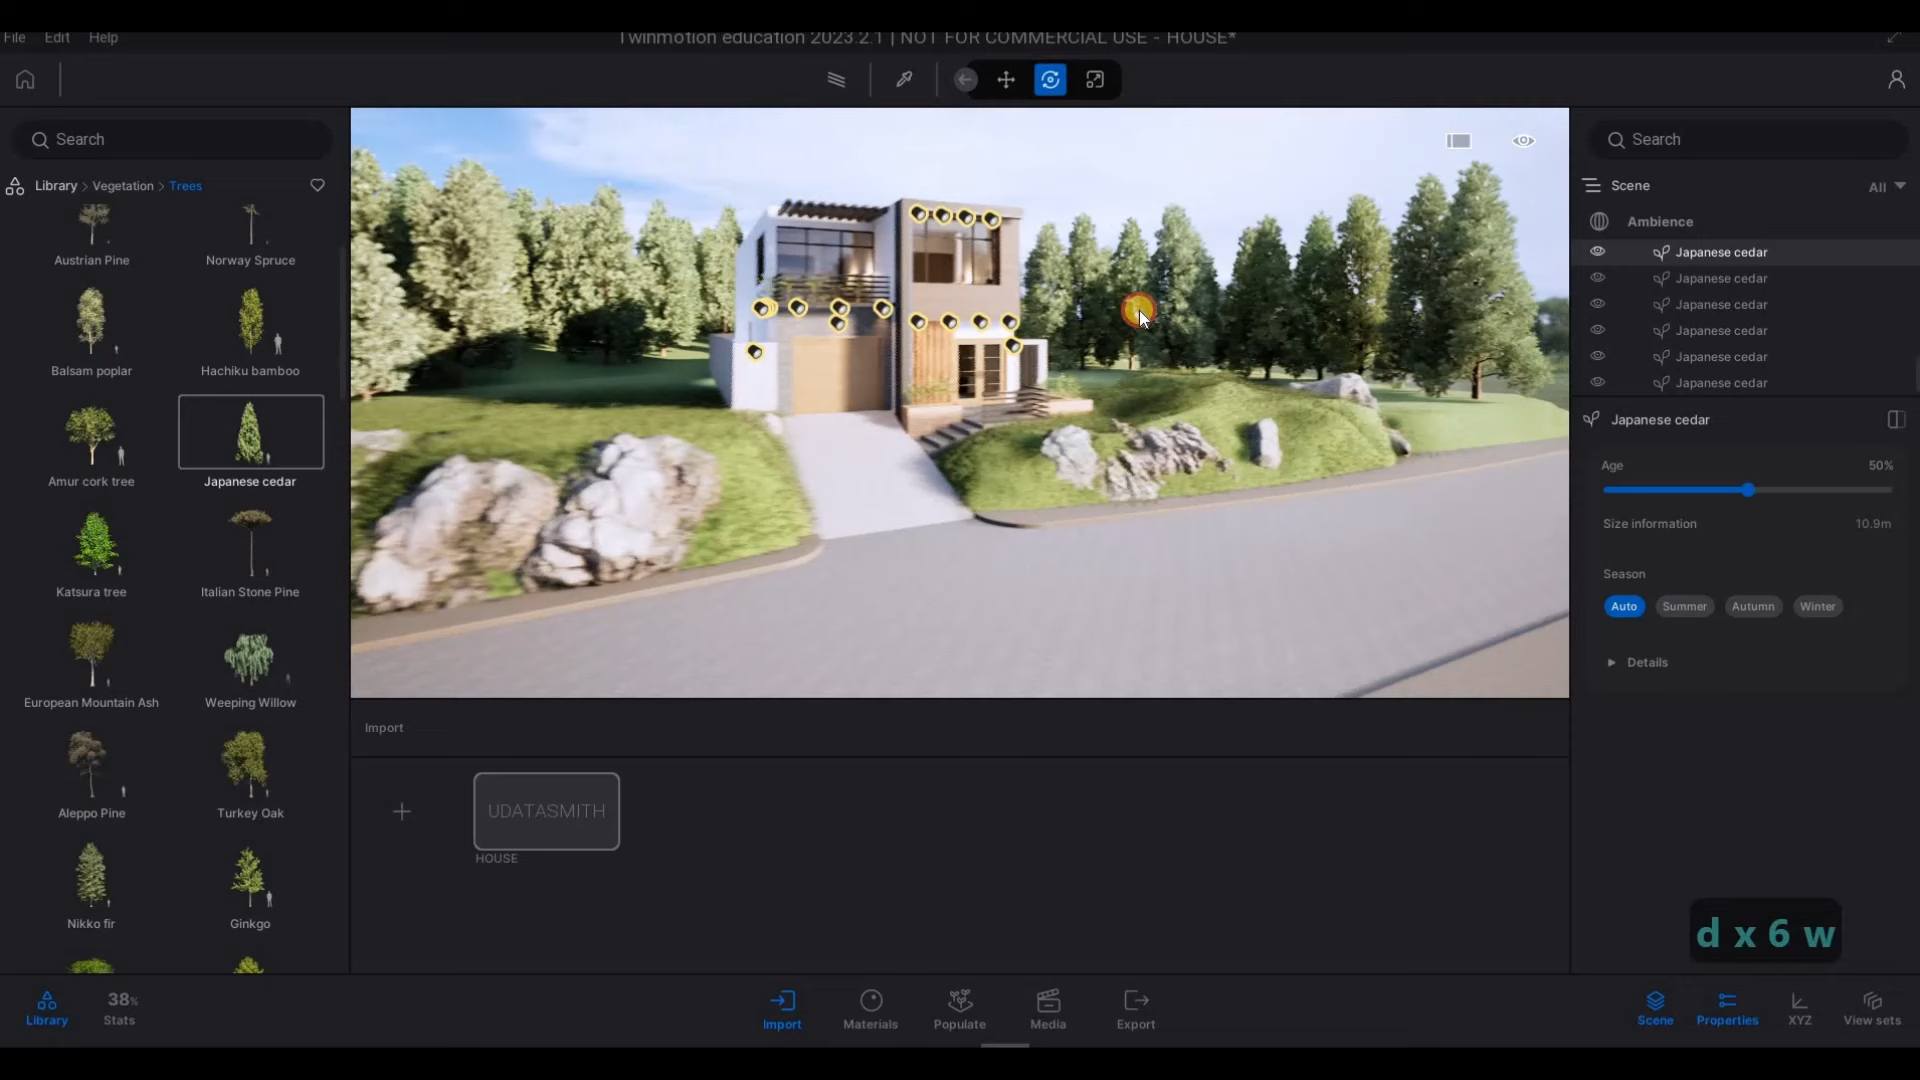 Twinmotion education 2023.2.1 | NOT FOR COMMERCIAL USE - HOUSE*
File Edit Help
Search
Library > Vegetation > Trees
Austrian Pine Norway Spruce
Balsam poplar Hachiku bamboo
Amur cork tree Japanese cedar
Katsura tree Italian Stone Pine
European Mountain Ash Weeping Willow
Aleppo Pine Turkey Oak
Nikko fir Ginkgo
Import
UDATASMITH
HOUSE
Search
Scene All
Ambience
Japanese cedar
Japanese cedar
Japanese cedar
Japanese cedar
Japanese cedar
Japanese cedar
Japanese cedar
Age 50%
Size information 10.9m
Season
Auto Summer Autumn Winter
Details
d x 6 w
Library 38% Stats Import Materials Populate Media Export Scene Properties XYZ View sets